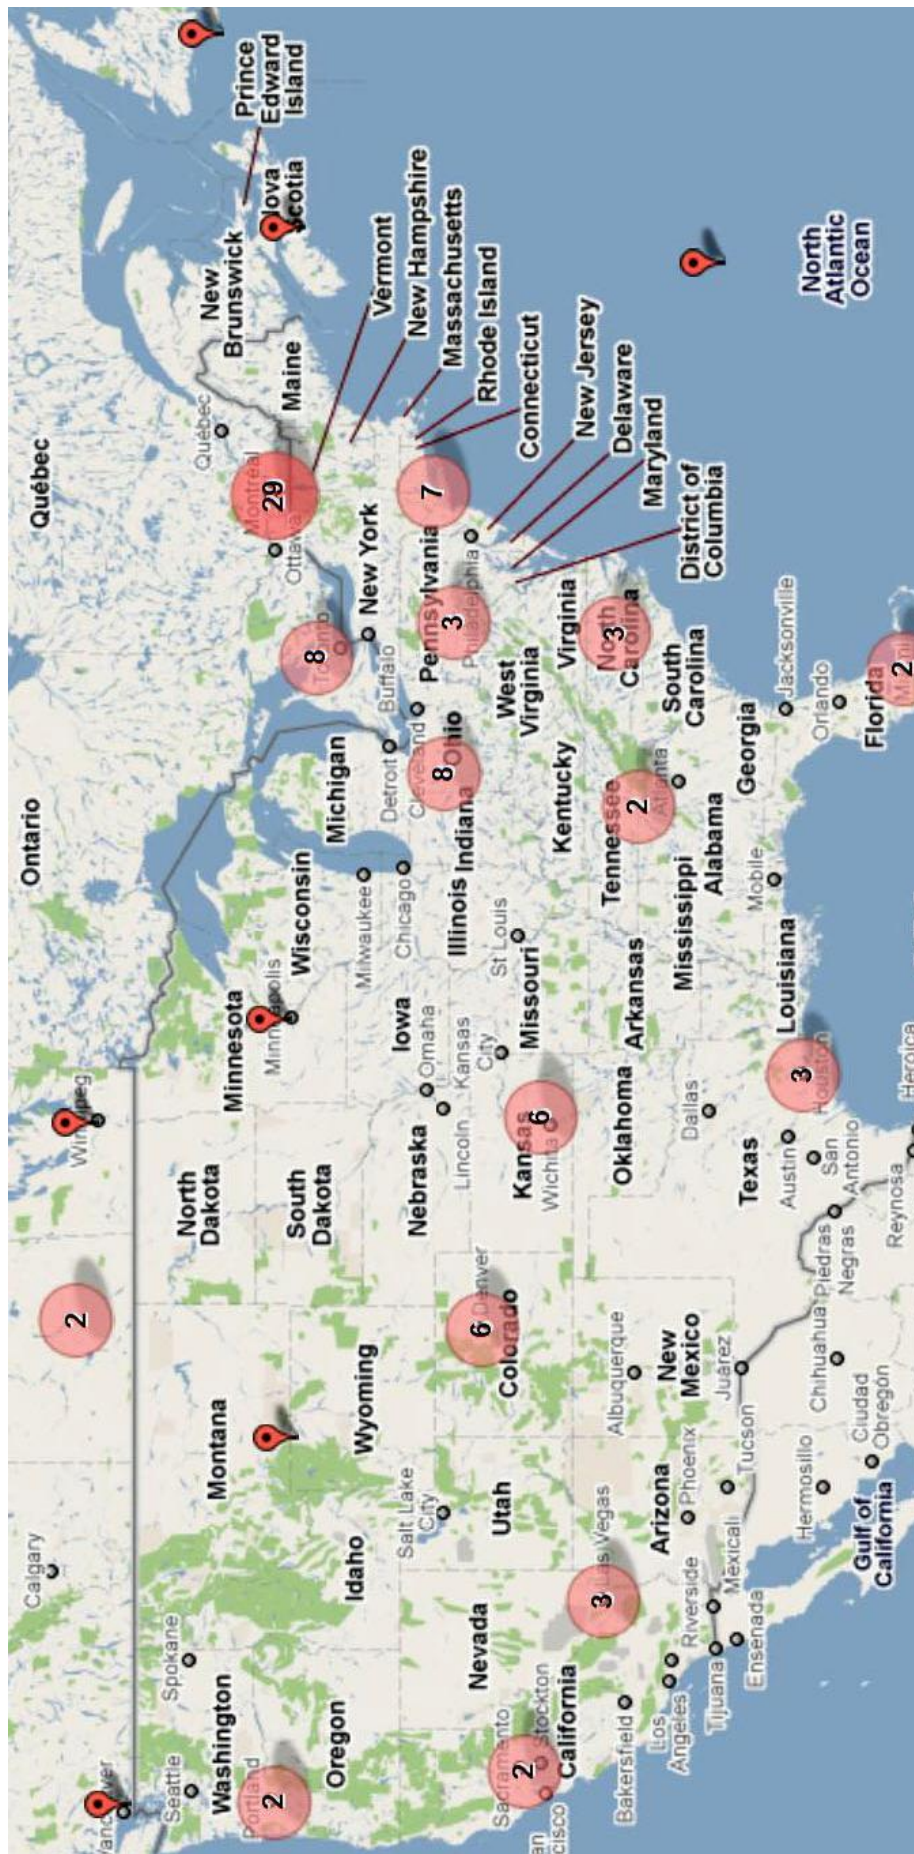 Prince
Edward
Island
New
Brunswick
Vermont
New Hampshire
Massachusetts
Rhode Island
Connecticut
New Jersey
Delaware
Maryland
District of
Columbia
North
Atlantic
Ocean
Québec
Québec
Maine
Montréal
29
Ottawa
7
New York
Pennsylvania
3
Philadelphia
8
Buffalo
Virginia
North
Carolina
3
West
Virginia
South
Carolina
Jacksonville
Orlando
Florida
2
Ontario
Michigan
Detroit
Cleveland
Ohio
8
Indiana
Kentucky
Tennessee
2
Atlanta
Georgia
Alabama
Mississippi
Mobile
Wisconsin
Milwaukee
Chicago
Illinois
St Louis
Missouri
Arkansas
Louisiana
Minnesota
Iowa
Omaha
Lincoln
Kansas
City
Kansas
6
Wichita
Oklahoma
Dallas
3
Houston
Texas
Austin
San
Antonio
Heroica
Reynosa
Piedras
Negras
North
Dakota
South
Dakota
Nebraska
2
6
Denver
Colorado
Wyoming
Montana
Albuquerque
New
Mexico
Juárez
Chihuahua
Ciudad
Obregón
Calgary
Idaho
Salt Lake
City
Utah
Las Vegas
3
Arizona
Phoenix
Tucson
Hermosillo
Gulf of
California
Spokane
Washington
Seattle
Portland
2
Oregon
Nevada
Sacramento
Stockton
2
California
Bakersfield
Los
Angeles
Riverside
Tijuana
Mexicali
Ensenada